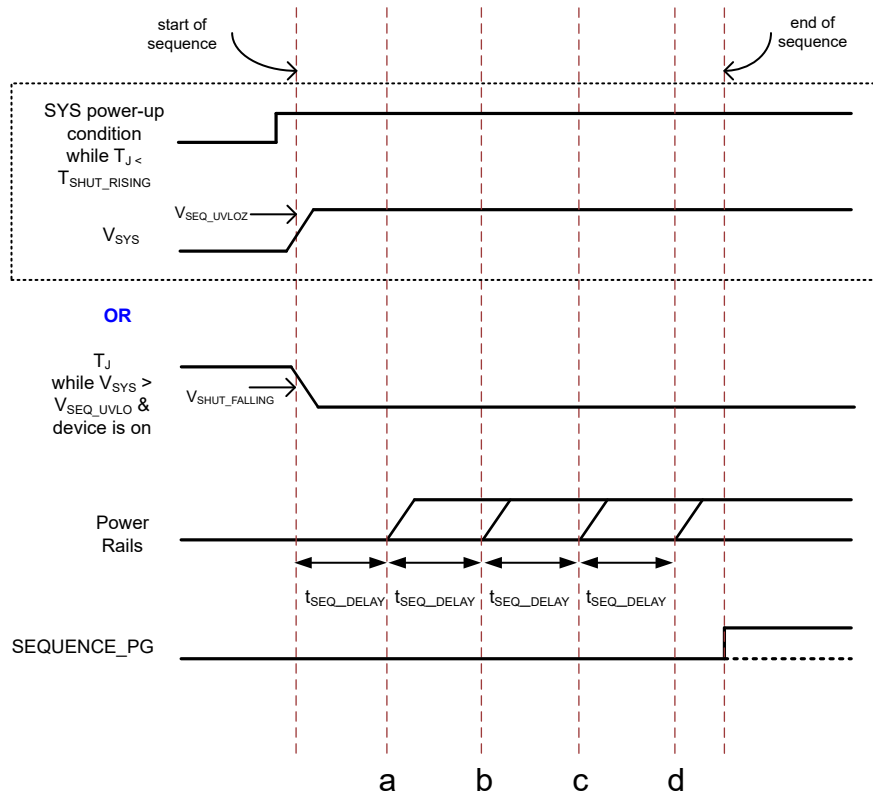 start of
sequence
end of
sequence
SYS power-up
condition
while TJ <
TSHUT_RISING
VSEQ_UVLOZ
VSYS
OR
TJ
while VSYS >
VSEQ_UVLO &
device is on
VSHUT_FALLING
Power
Rails
tSEQ_DELAY tSEQ_DELAY tSEQ_DELAY tSEQ_DELAY
SEQUENCE_PG
a b c d